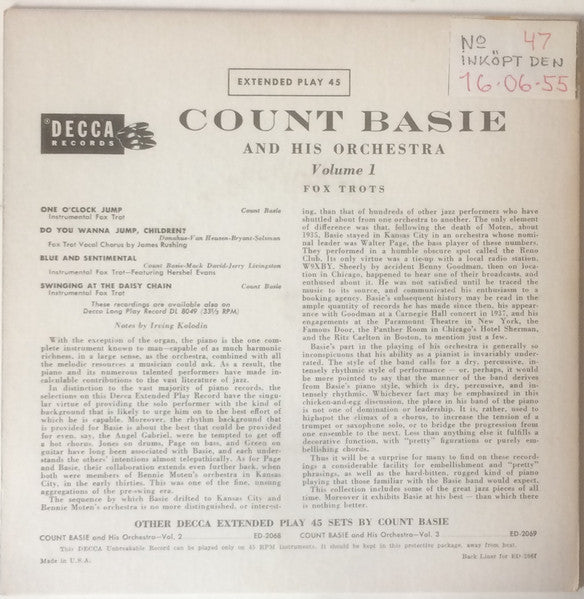 No 47
INKÖPT DEN
16-06-55
EXTENDED PLAY 45
DECCA
RECORDS
COUNT BASIE
AND HIS ORCHESTRA
Volume 1
FOX TROTS
ONE O'CLOCK JUMP Count Basie
Instrumental Fox Trot
DO YOU WANNA JUMP, CHILDREN?
Donahue-Van Heusen-Bryant-Selsman
Fox Trot Vocal Chorus by James Rushing
BLUE AND SENTIMENTAL
Count Basie-Mack David-Jerry Livingston
Instrumental Fox Trot—Featuring Hershel Evans
SWINGING AT THE DAISY CHAIN Count Basie
Instrumental Fox Trot
These recordings are available also on
Decca Long Play Record DL 8049 (33⅓ RPM)
Notes by Irving Kolodin
With the exception of the organ, the piano is the one com-
plete instrument known to man—capable of as much harmonic
richness, in a large sense, as the orchestra, combined with all
the melodic resources a musician could ask. As a result, the
piano and its numerous talented performers have made in-
calculable contributions to the vast literature of jazz.
In distinction to the vast majority of piano records, the
selections on this Decca Extended Play Record have the singu-
lar virtue of providing the solo performer with the kind of
background that is likely to urge him on to the best effort of
which he is capable. Moreover, the rhythm background that
is provided for Basie is about the best that could be provided
for even, say, the Angel Gabriel, were he tempted to get off
a hot chorus. Jones on drums, Page on bass, and Green on
guitar have long been associated with Basie, and each under-
stands the others' intentions almost telepathically. As for Page
and Basie, their collaboration extends even further back, when
both were members of Bennie Moten's orchestra in Kansas
City, in the early thirties. This was one of the fine, unsung
aggregations of the pre-swing era.
The sequence by which Basie drifted to Kansas City and
Bennie Moten's orchestra is no more distinguished, or interest-
ing, than that of hundreds of other jazz performers who have
shuttled about from one orchestra to another. The only element
of difference was that, following the death of Moten, about
1935, Basie stayed in Kansas City in an orchestra whose nomi-
nal leader was Walter Page, the bass player of these numbers.
They performed in a humble obscure spot called the Reno
Club. Its only virtue was a tie-up with a local radio station,
W9XBY. Sheerly by accident Benny Goodman, then on loca-
tion in Chicago, happened to hear one of their broadcasts, and
enthused about it. He was not satisfied until he traced the
music to its source, and communicated his enthusiasm to a
booking agency. Basie's subsequent history may be read in the
ample quantity of records he has made since then, his appear-
ance with Goodman at a Carnegie Hall concert in 1937, and his
engagements at the Paramount Theatre in New York, the
Famous Door, the Panther Room in Chicago's Hotel Sherman,
and the Ritz Carlton in Boston, to mention just a few.
Basie's part in the playing of his orchestra is generally so
inconspicuous that his ability as a pianist is invariably under-
rated. The style of the band calls for a dry, percussive, in-
tensely rhythmic style of performance — or, perhaps, it would
be more pointed to say that the manner of the band derives
from Basie's piano style, which is dry, percussive, and in-
tensely rhythmic. Whichever fact may be emphasized in this
chicken-and-egg discussion, the place in his band of the piano
is not one of domination or leadership. It is, rather, used to
highspot the climax of a chorus, to increase the tension of a
trumpet or saxophone solo, or to bridge the progression from
one ensemble to the next. Less than anything else it fulfills a
decorative function, with "pretty" figurations or purely em-
bellishing chorus.
Thus it will be a surprise for many to find on these record-
ings a considerable facility for embellishment and "pretty"
phrasings, as well as the hard-bitten, rugged kind of piano
playing that those familiar with the Basie band would expect.
This collection includes some of the great jazz pieces of all
time. Moreover it exhibits Basie at his best — than which there
is nothing better.
OTHER DECCA EXTENDED PLAY 45 SETS BY COUNT BASIE
COUNT BASIE and His Orchestra—Vol. 2 ED-2068 COUNT BASIE and His Orchestra—Vol. 3 ED-2069
This DECCA Unbreakable Record can be played only on 45 RPM instruments. It should be kept in this protective package, away from heat.
Made in U.S.A. Back Liner for ED-2067